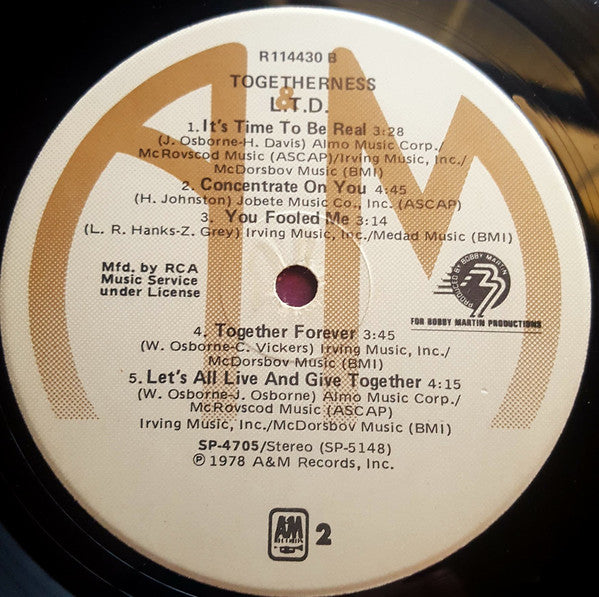 R114430 B
TOGETHERNESS
&
L.T.D.
1. It's Time To Be Real 3:28
(J. Osborne-H. Davis) Almo Music Corp./
McRovscod Music (ASCAP)/Irving Music, Inc./
McDorsbov Music (BMI)
2. Concentrate On You 4:45
(H. Johnston) Jobete Music Co., Inc. (ASCAP)
3. You Fooled Me 3:14
(L. R. Hanks-Z. Grey) Irving Music, Inc./Medad Music (BMI)
Mfd. by RCA
Music Service
under License
PRODUCED BY BOBBY MARTIN
FOR BOBBY MARTIN PRODUCTIONS
4. Together Forever 3:45
(W. Osborne-C. Vickers) Irving Music, Inc./
McDorsbov Music (BMI)
5. Let's All Live And Give Together 4:15
(W. Osborne-J. Osborne) Almo Music Corp./
McRovscod Music (ASCAP)
Irving Music, Inc./McDorsbov Music (BMI)
SP-4705/Stereo (SP-5148)
℗ 1978 A&M Records, Inc.
A&M
RECORDS
2